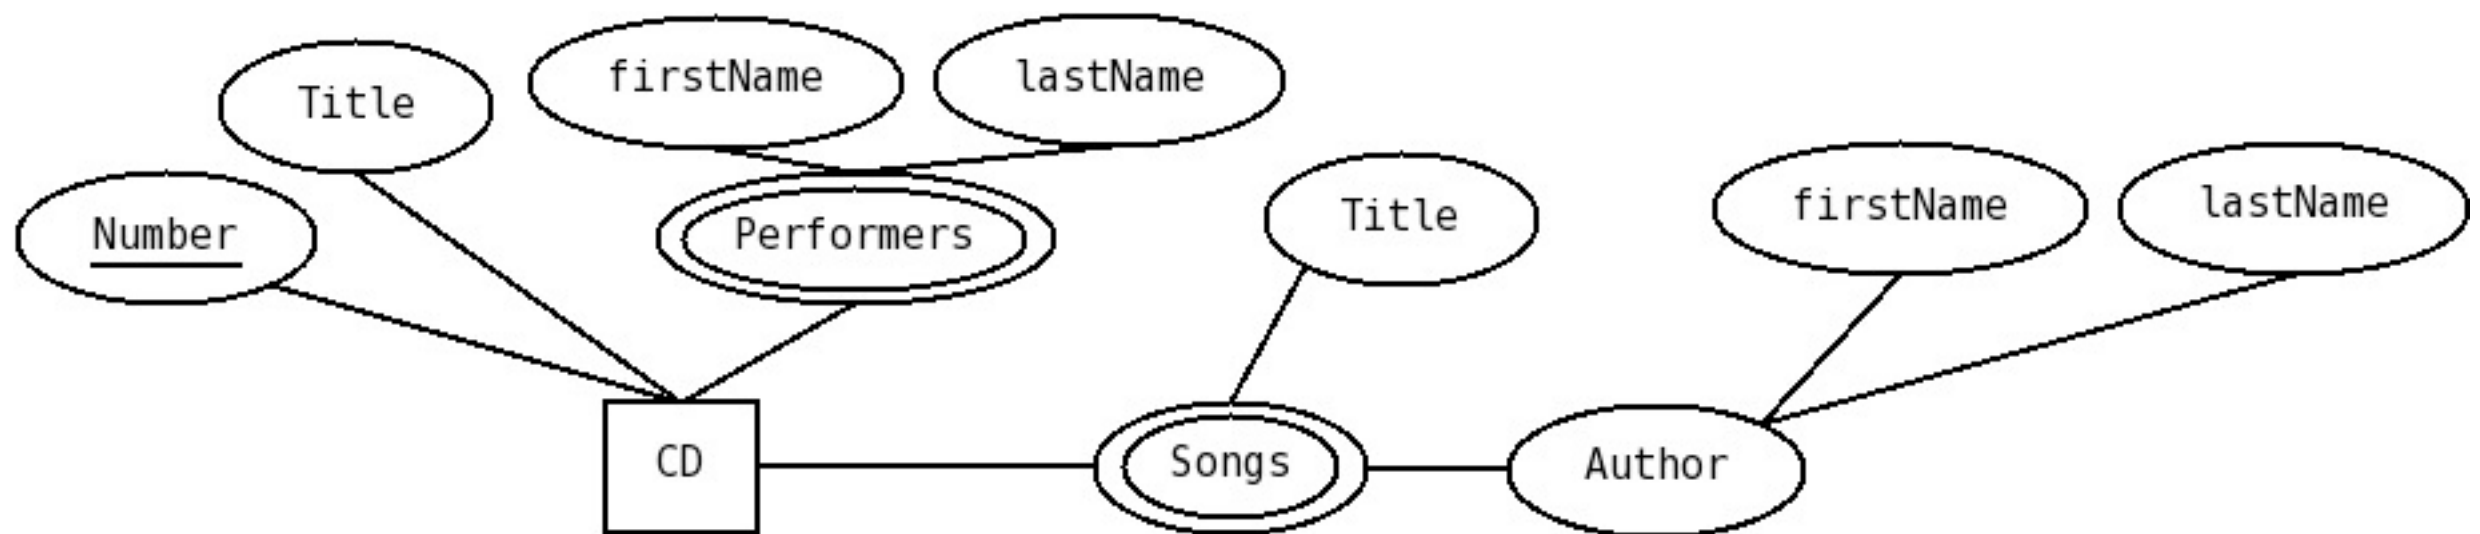 firstName
lastName
Title
Number
Performers
Title
firstName
lastName
CD
Songs
Author